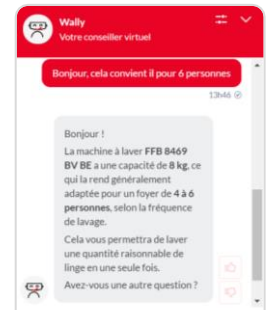 Wally
Votre conseiller virtuel
Bonjour, cela convient il pour 6 personnes
13h46
Bonjour !
La machine à laver FFB 8469
BV BE a une capacité de 8 kg, ce
qui la rend généralement
adaptée pour un foyer de 4 à 6
personnes, selon la fréquence
de lavage.
Cela vous permettra de laver
une quantité raisonnable de
linge en une seule fois.
Avez-vous une autre question ?